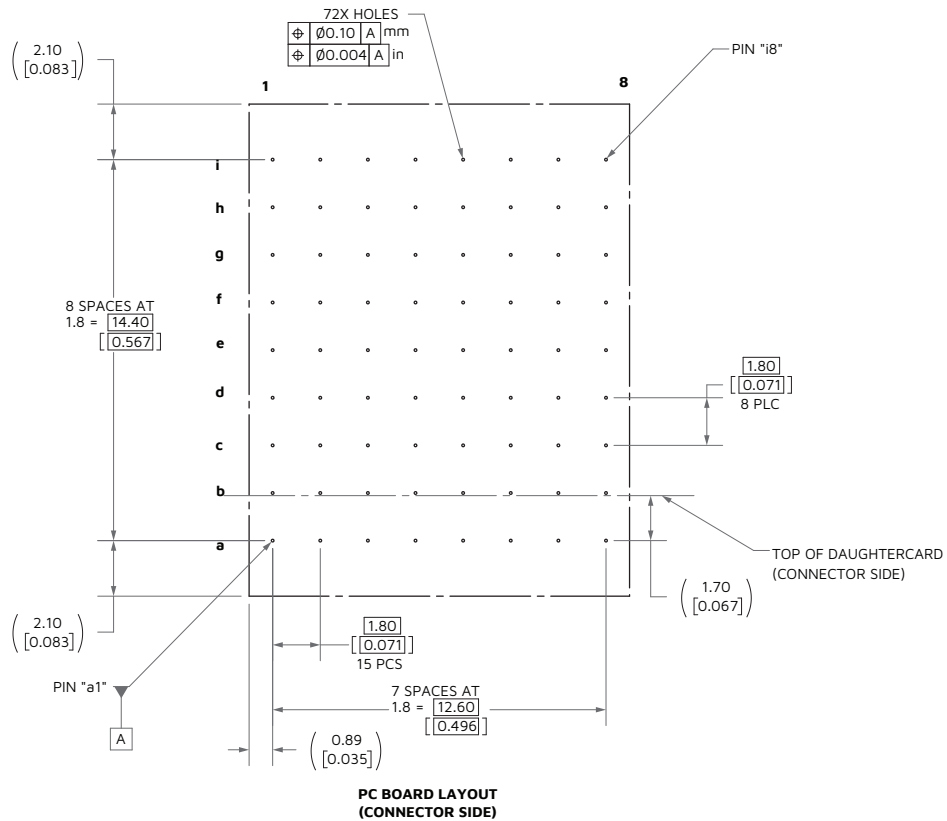 72X HOLES
⌖ Ø0.10 A mm
⌖ Ø0.004 A in
2.10
[0.083]
PIN "i8"
1
8
i
h
g
f
8 SPACES AT
1.8 = 14.40
[0.567]
e
1.80
[0.071]
8 PLC
d
c
b
a
TOP OF DAUGHTERCARD
(CONNECTOR SIDE)
1.70
[0.067]
2.10
[0.083]
1.80
[0.071]
15 PCS
PIN "a1"
A
7 SPACES AT
1.8 = 12.60
[0.496]
0.89
[0.035]
PC BOARD LAYOUT
(CONNECTOR SIDE)